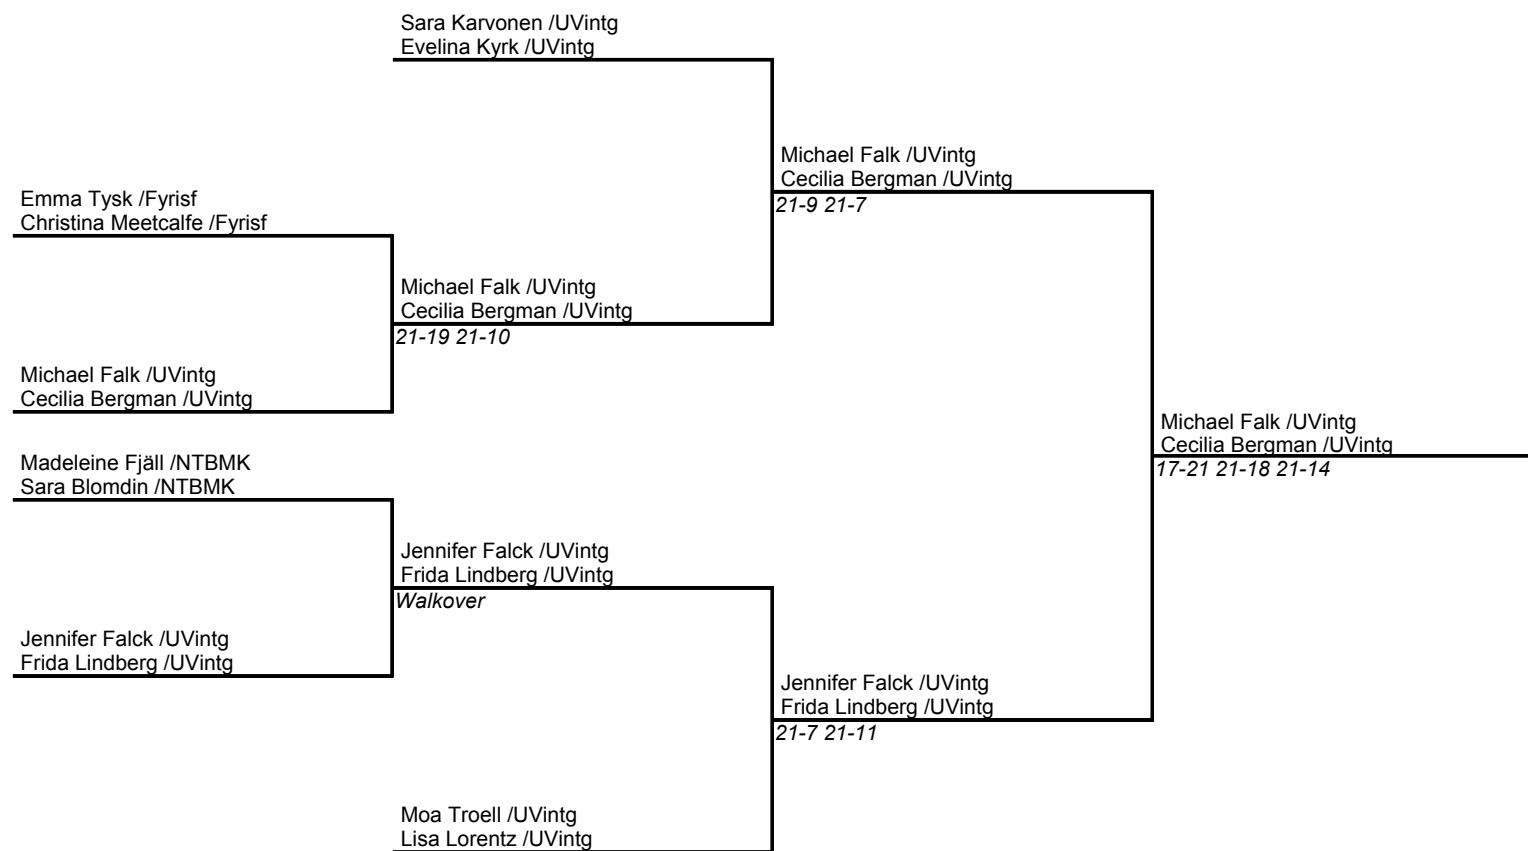 Sara Karvonen /UVintg
Evelina Kyrk /UVintg
Michael Falk /UVintg
Cecilia Bergman /UVintg
21-9 21-7
Emma Tysk /Fyrisf
Christina Meetcalfe /Fyrisf
Michael Falk /UVintg
Cecilia Bergman /UVintg
21-19 21-10
Michael Falk /UVintg
Cecilia Bergman /UVintg
Michael Falk /UVintg
Cecilia Bergman /UVintg
17-21 21-18 21-14
Madeleine Fjäll /NTBMK
Sara Blomdin /NTBMK
Jennifer Falck /UVintg
Frida Lindberg /UVintg
Walkover
Jennifer Falck /UVintg
Frida Lindberg /UVintg
Jennifer Falck /UVintg
Frida Lindberg /UVintg
21-7 21-11
Moa Troell /UVintg
Lisa Lorentz /UVintg